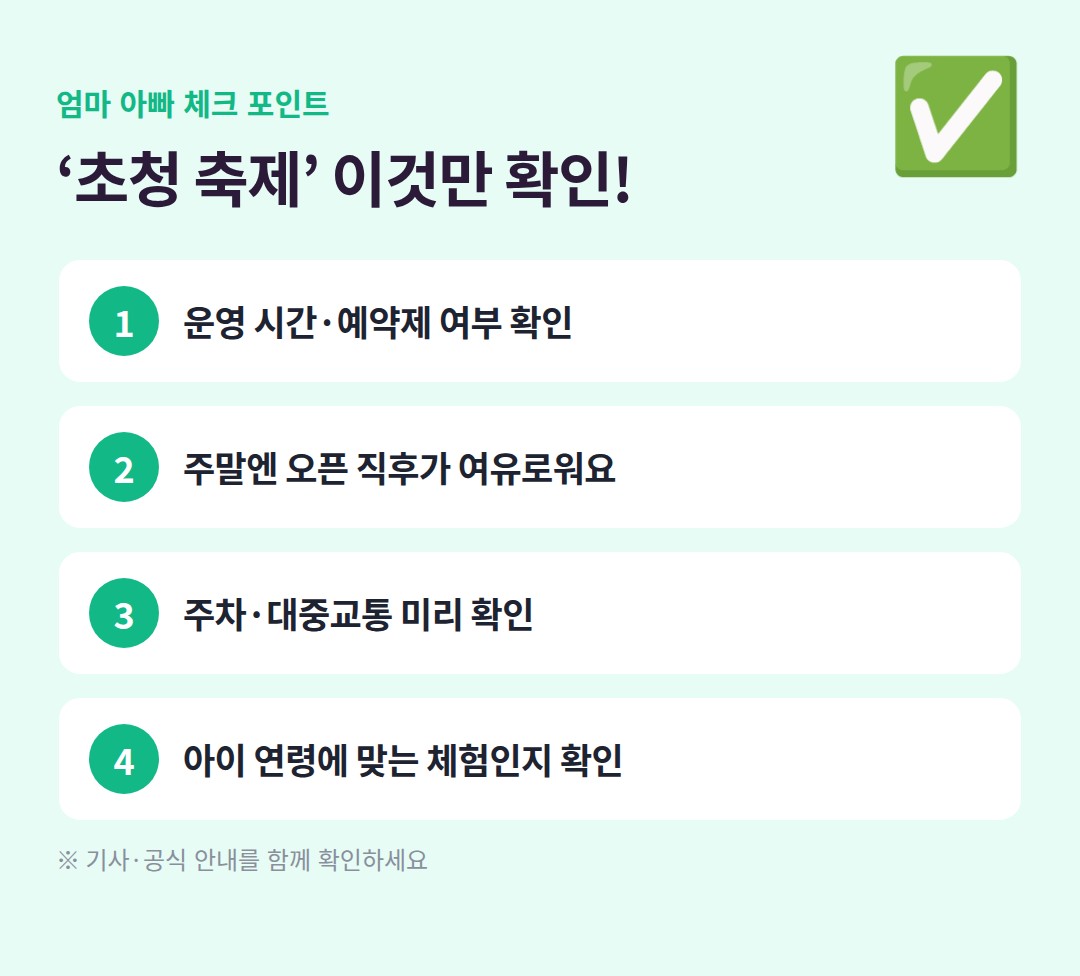 엄마 아빠 체크 포인트
‘초청 축제’ 이것만 확인!
1 운영 시간·예약제 여부 확인
2 주말엔 오픈 직후가 여유로워요
3 주차·대중교통 미리 확인
4 아이 연령에 맞는 체험인지 확인
※ 기사·공식 안내를 함께 확인하세요